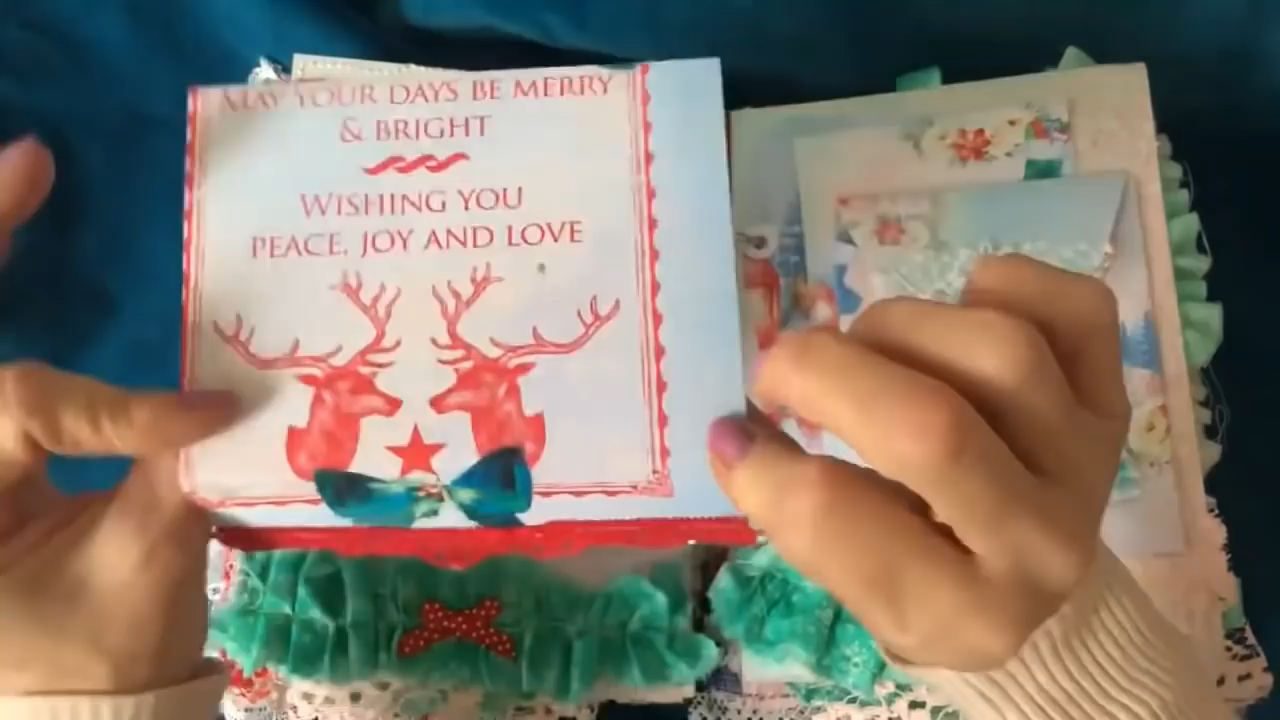 MAY YOUR DAYS BE MERRY
& BRIGHT
WISHING YOU
PEACE, JOY AND LOVE